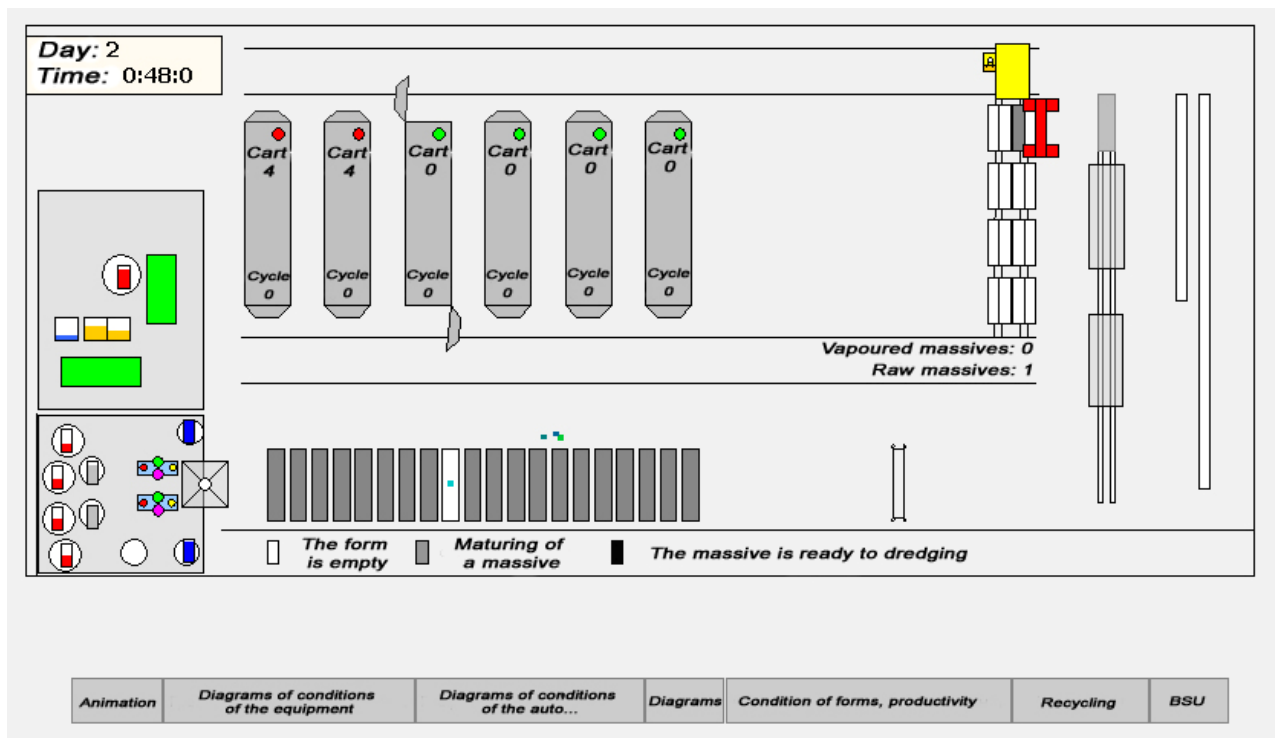 Day: 2
Time: 0:48:0
Cart Cart Cart Cart Cart Cart
4 4 0 0 0 0
Cycle Cycle Cycle Cycle Cycle Cycle
0 0 0 0 0 0
Vapoured massives: 0
Raw massives: 1
The form
is empty
Maturing of
a massive
The massive is ready to dredging
Animation
Diagrams of conditions
of the equipment
Diagrams of conditions
of the auto...
Diagrams
Condition of forms, productivity
Recycling
BSU